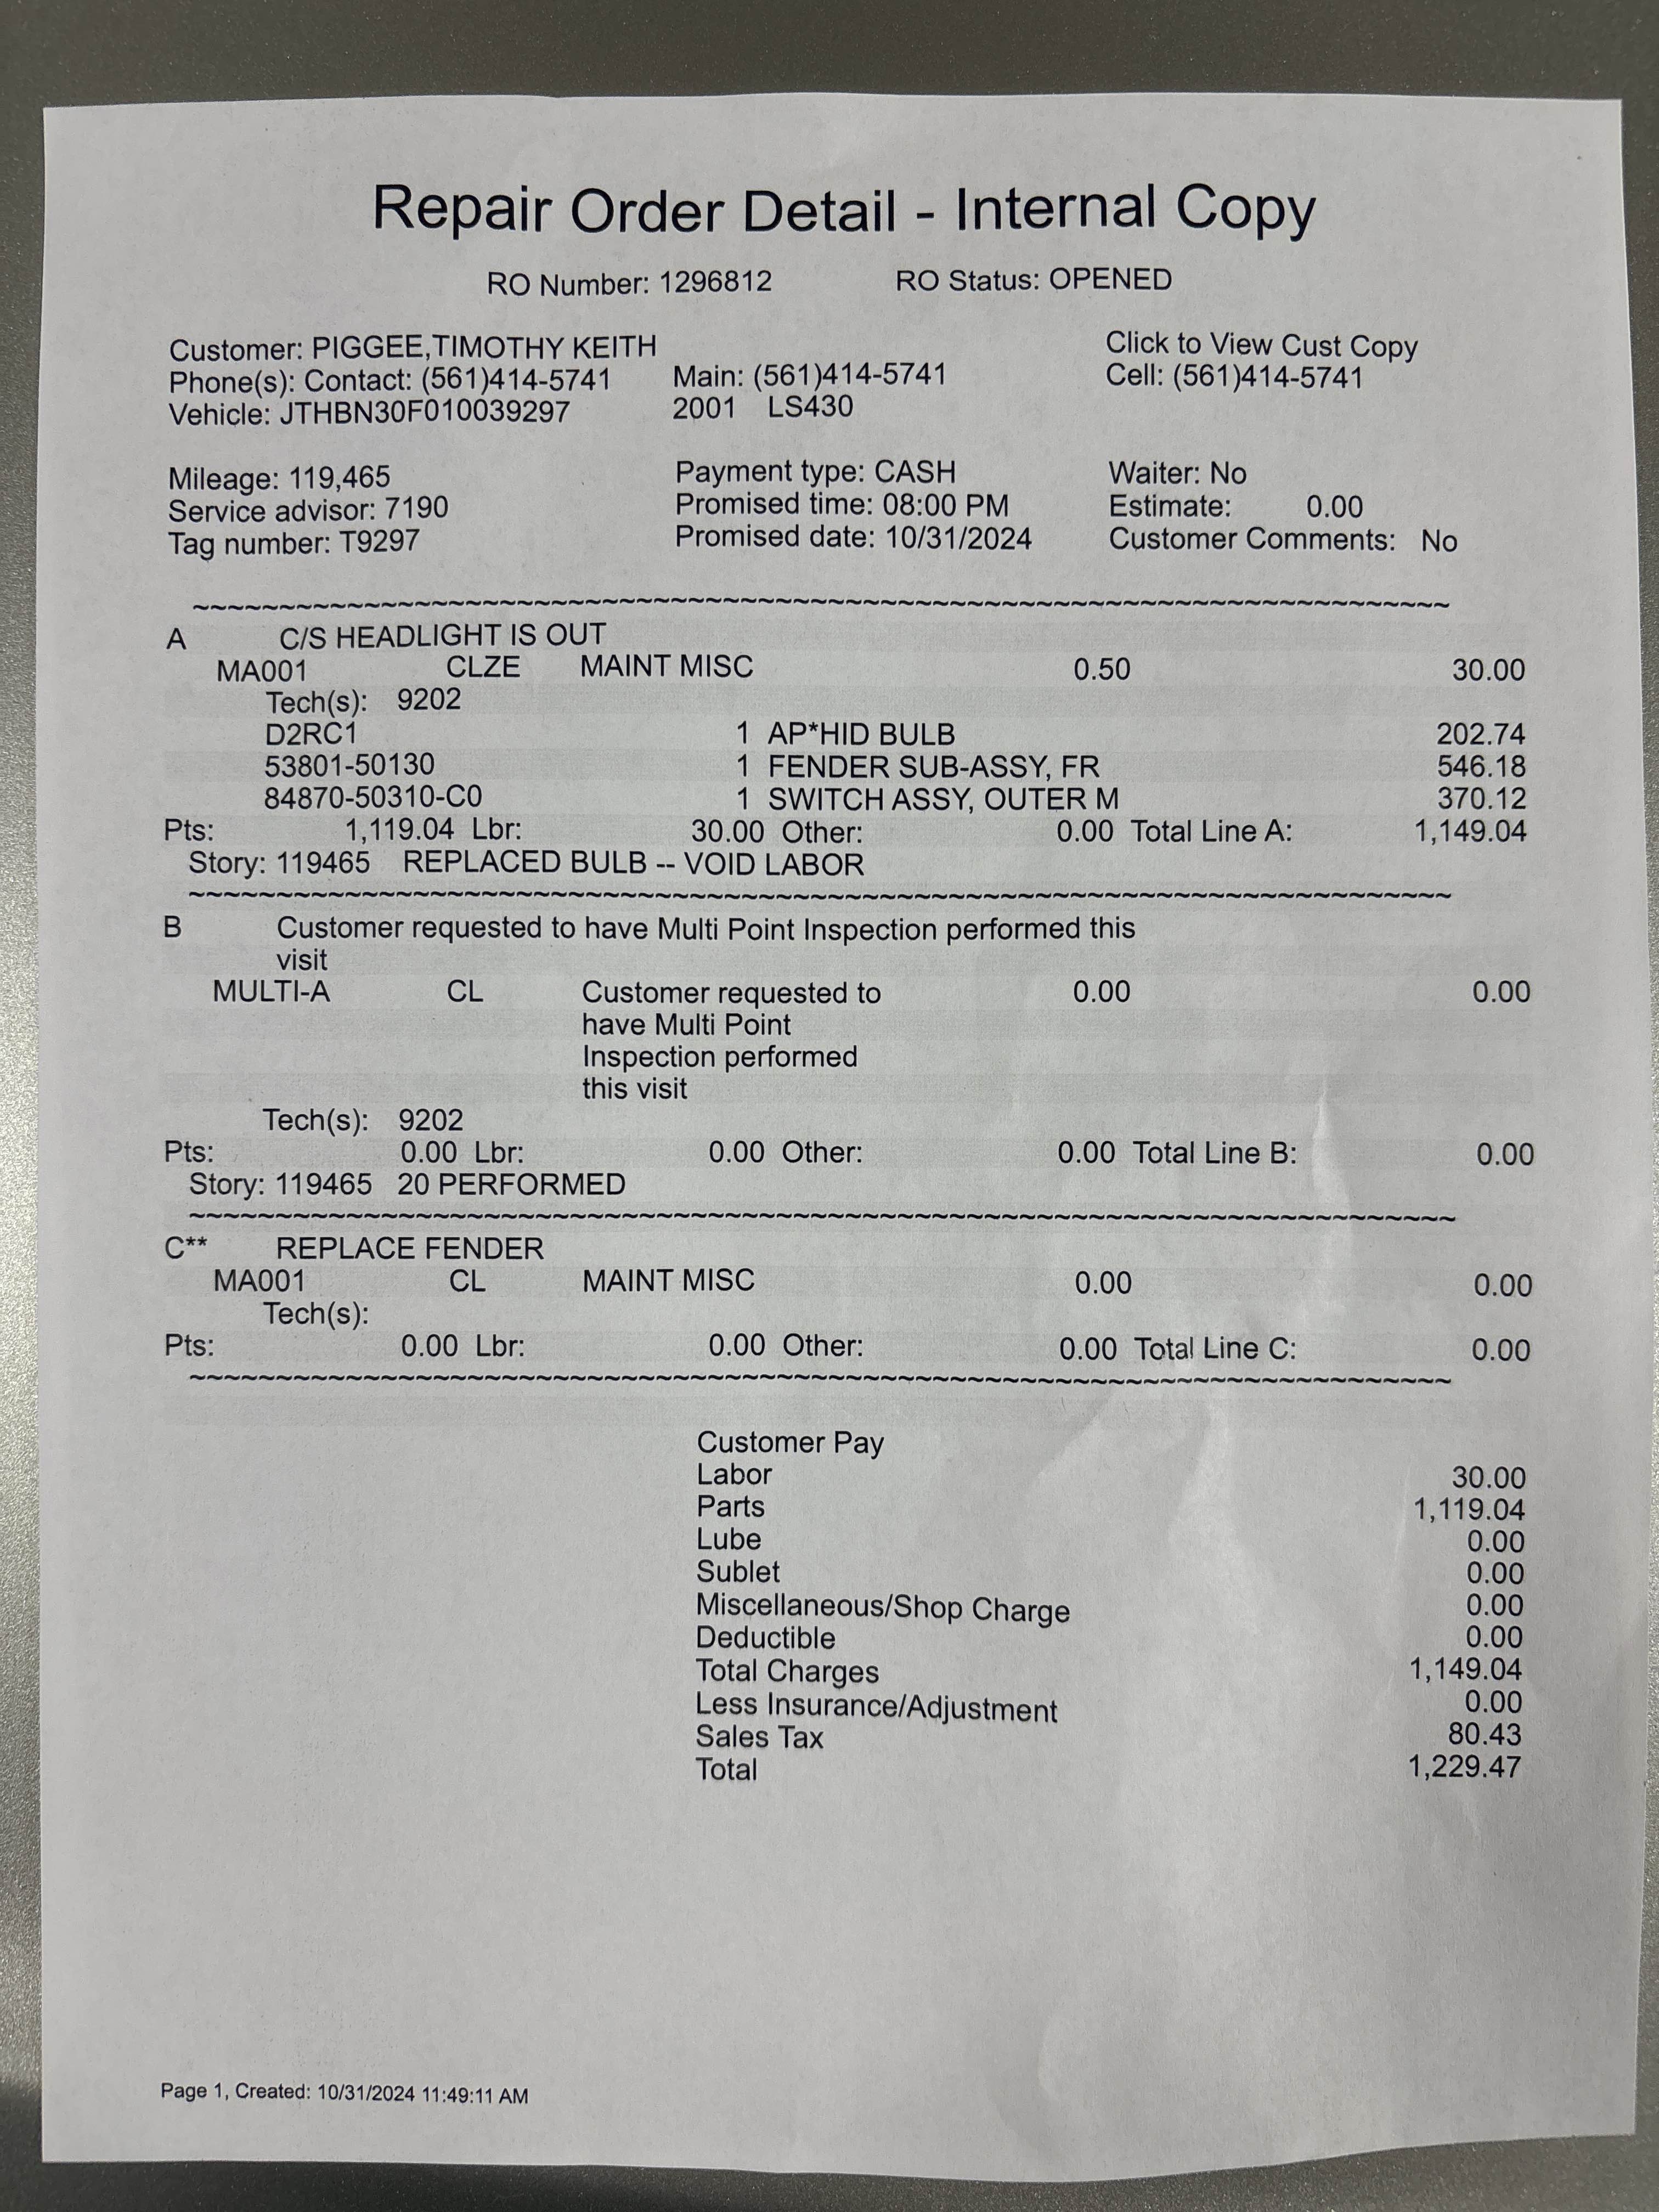 Repair Order Detail - Internal Copy
RO Number: 1296812 RO Status: OPENED
Customer: PIGGEE,TIMOTHY KEITH Click to View Cust Copy
Phone(s): Contact: (561)414-5741 Main: (561)414-5741 Cell: (561)414-5741
Vehicle: JTHBN30F010039297 2001 LS430
Mileage: 119,465 Payment type: CASH Waiter: No
Service advisor: 7190 Promised time: 08:00 PM Estimate: 0.00
Tag number: T9297 Promised date: 10/31/2024 Customer Comments: No
~~~~~~~~~~~~~~~~~~~~~~~~~~~~~~~~~~~~~~~~~~~~~~~~~~~~~~~~~~~~~~~~~~~~~~~~
A C/S HEADLIGHT IS OUT
MA001 CLZE MAINT MISC 0.50 30.00
Tech(s): 9202
D2RC1 1 AP*HID BULB 202.74
53801-50130 1 FENDER SUB-ASSY, FR 546.18
84870-50310-C0 1 SWITCH ASSY, OUTER M 370.12
Pts: 1,119.04 Lbr: 30.00 Other: 0.00 Total Line A: 1,149.04
Story: 119465 REPLACED BULB -- VOID LABOR
~~~~~~~~~~~~~~~~~~~~~~~~~~~~~~~~~~~~~~~~~~~~~~~~~~~~~~~~~~~~~~~~~~~~~~~~
B Customer requested to have Multi Point Inspection performed this
visit
MULTI-A CL Customer requested to 0.00 0.00
have Multi Point
Inspection performed
this visit
Tech(s): 9202
Pts: 0.00 Lbr: 0.00 Other: 0.00 Total Line B: 0.00
Story: 119465 20 PERFORMED
~~~~~~~~~~~~~~~~~~~~~~~~~~~~~~~~~~~~~~~~~~~~~~~~~~~~~~~~~~~~~~~~~~~~~~~~
C** REPLACE FENDER
MA001 CL MAINT MISC 0.00 0.00
Tech(s):
Pts: 0.00 Lbr: 0.00 Other: 0.00 Total Line C: 0.00
~~~~~~~~~~~~~~~~~~~~~~~~~~~~~~~~~~~~~~~~~~~~~~~~~~~~~~~~~~~~~~~~~~~~~~~~
Customer Pay
Labor 30.00
Parts 1,119.04
Lube 0.00
Sublet 0.00
Miscellaneous/Shop Charge 0.00
Deductible 0.00
Total Charges 1,149.04
Less Insurance/Adjustment 0.00
Sales Tax 80.43
Total 1,229.47
Page 1, Created: 10/31/2024 11:49:11 AM